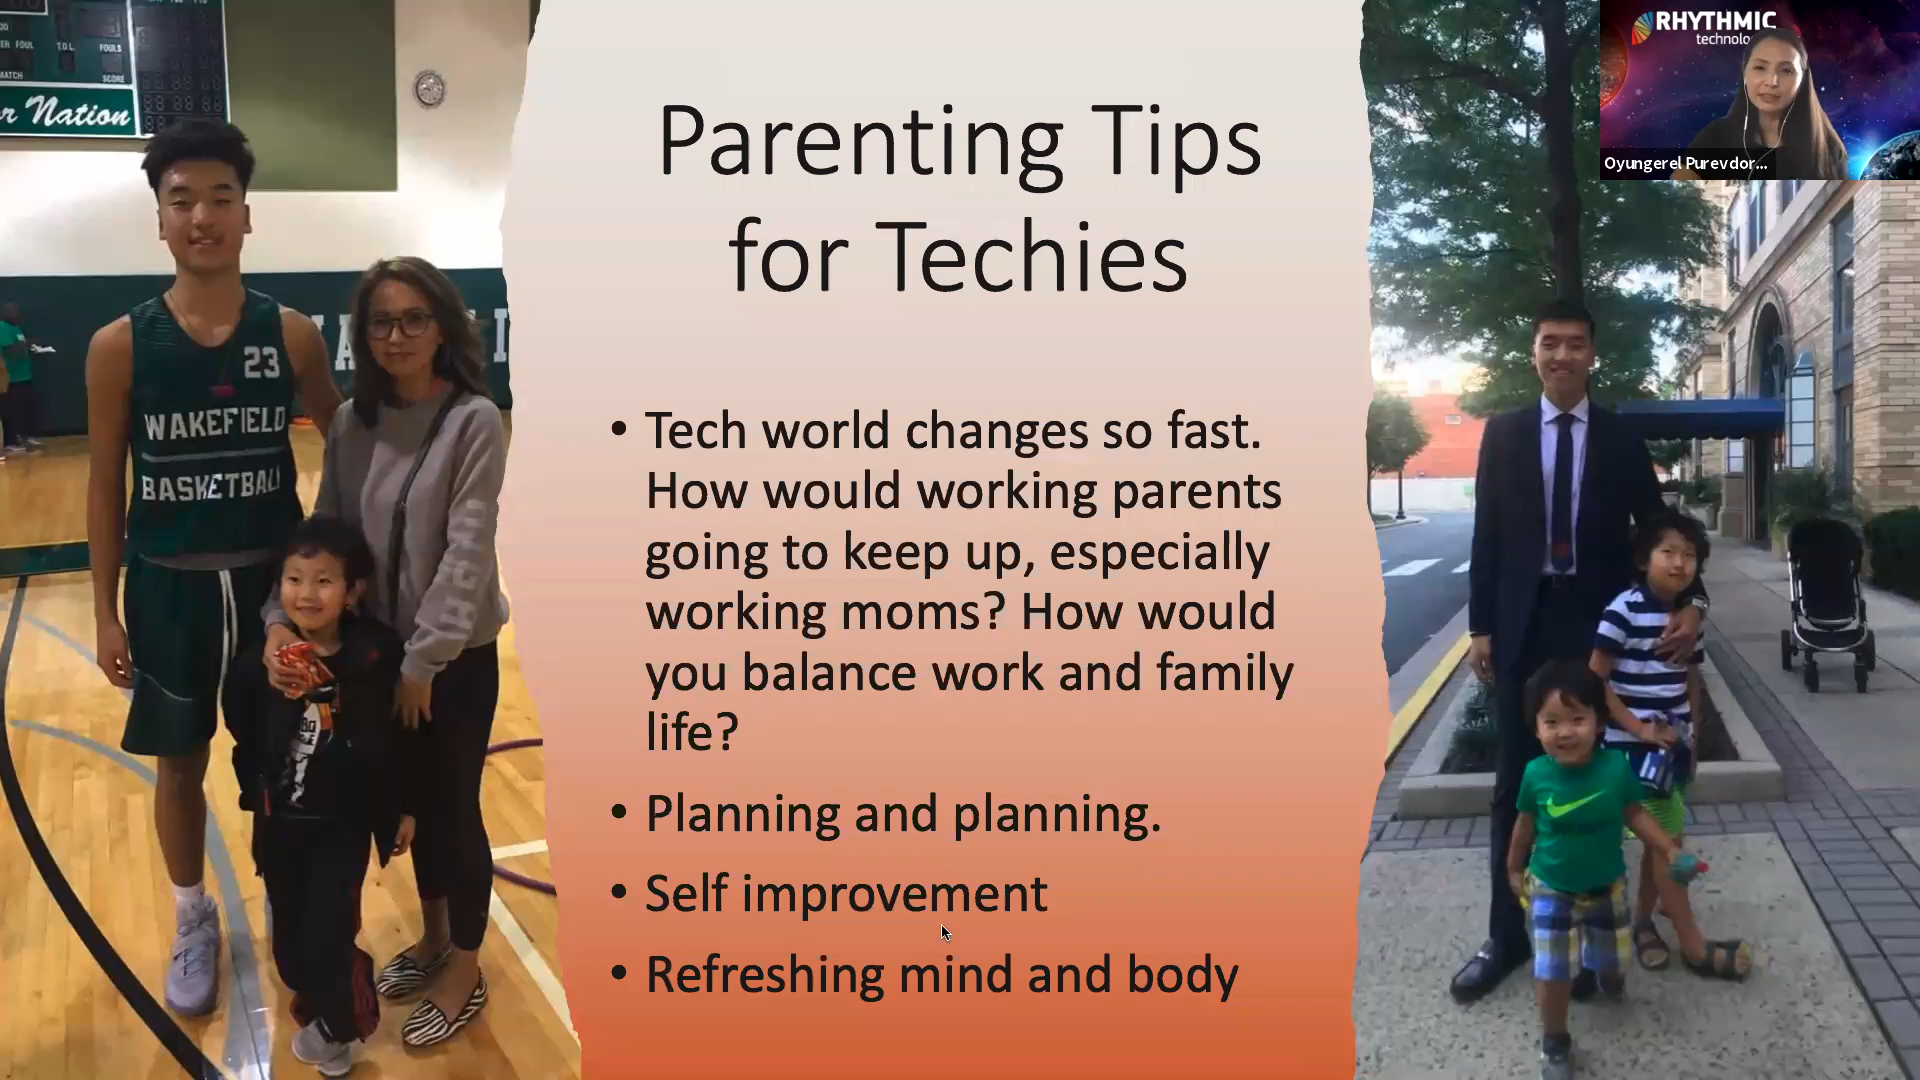 Parenting Tips
for Techies
• Tech world changes so fast.
How would working parents
going to keep up, especially
working moms? How would
you balance work and family
life?
• Planning and planning.
• Self improvement
• Refreshing mind and body
RHYTHMIC
Oyungerel Purevdor...
FOUL
T.O.L.
FOULS
MATCH
SCORE
Nation
23
WAKEFIELD
BASKETBALL